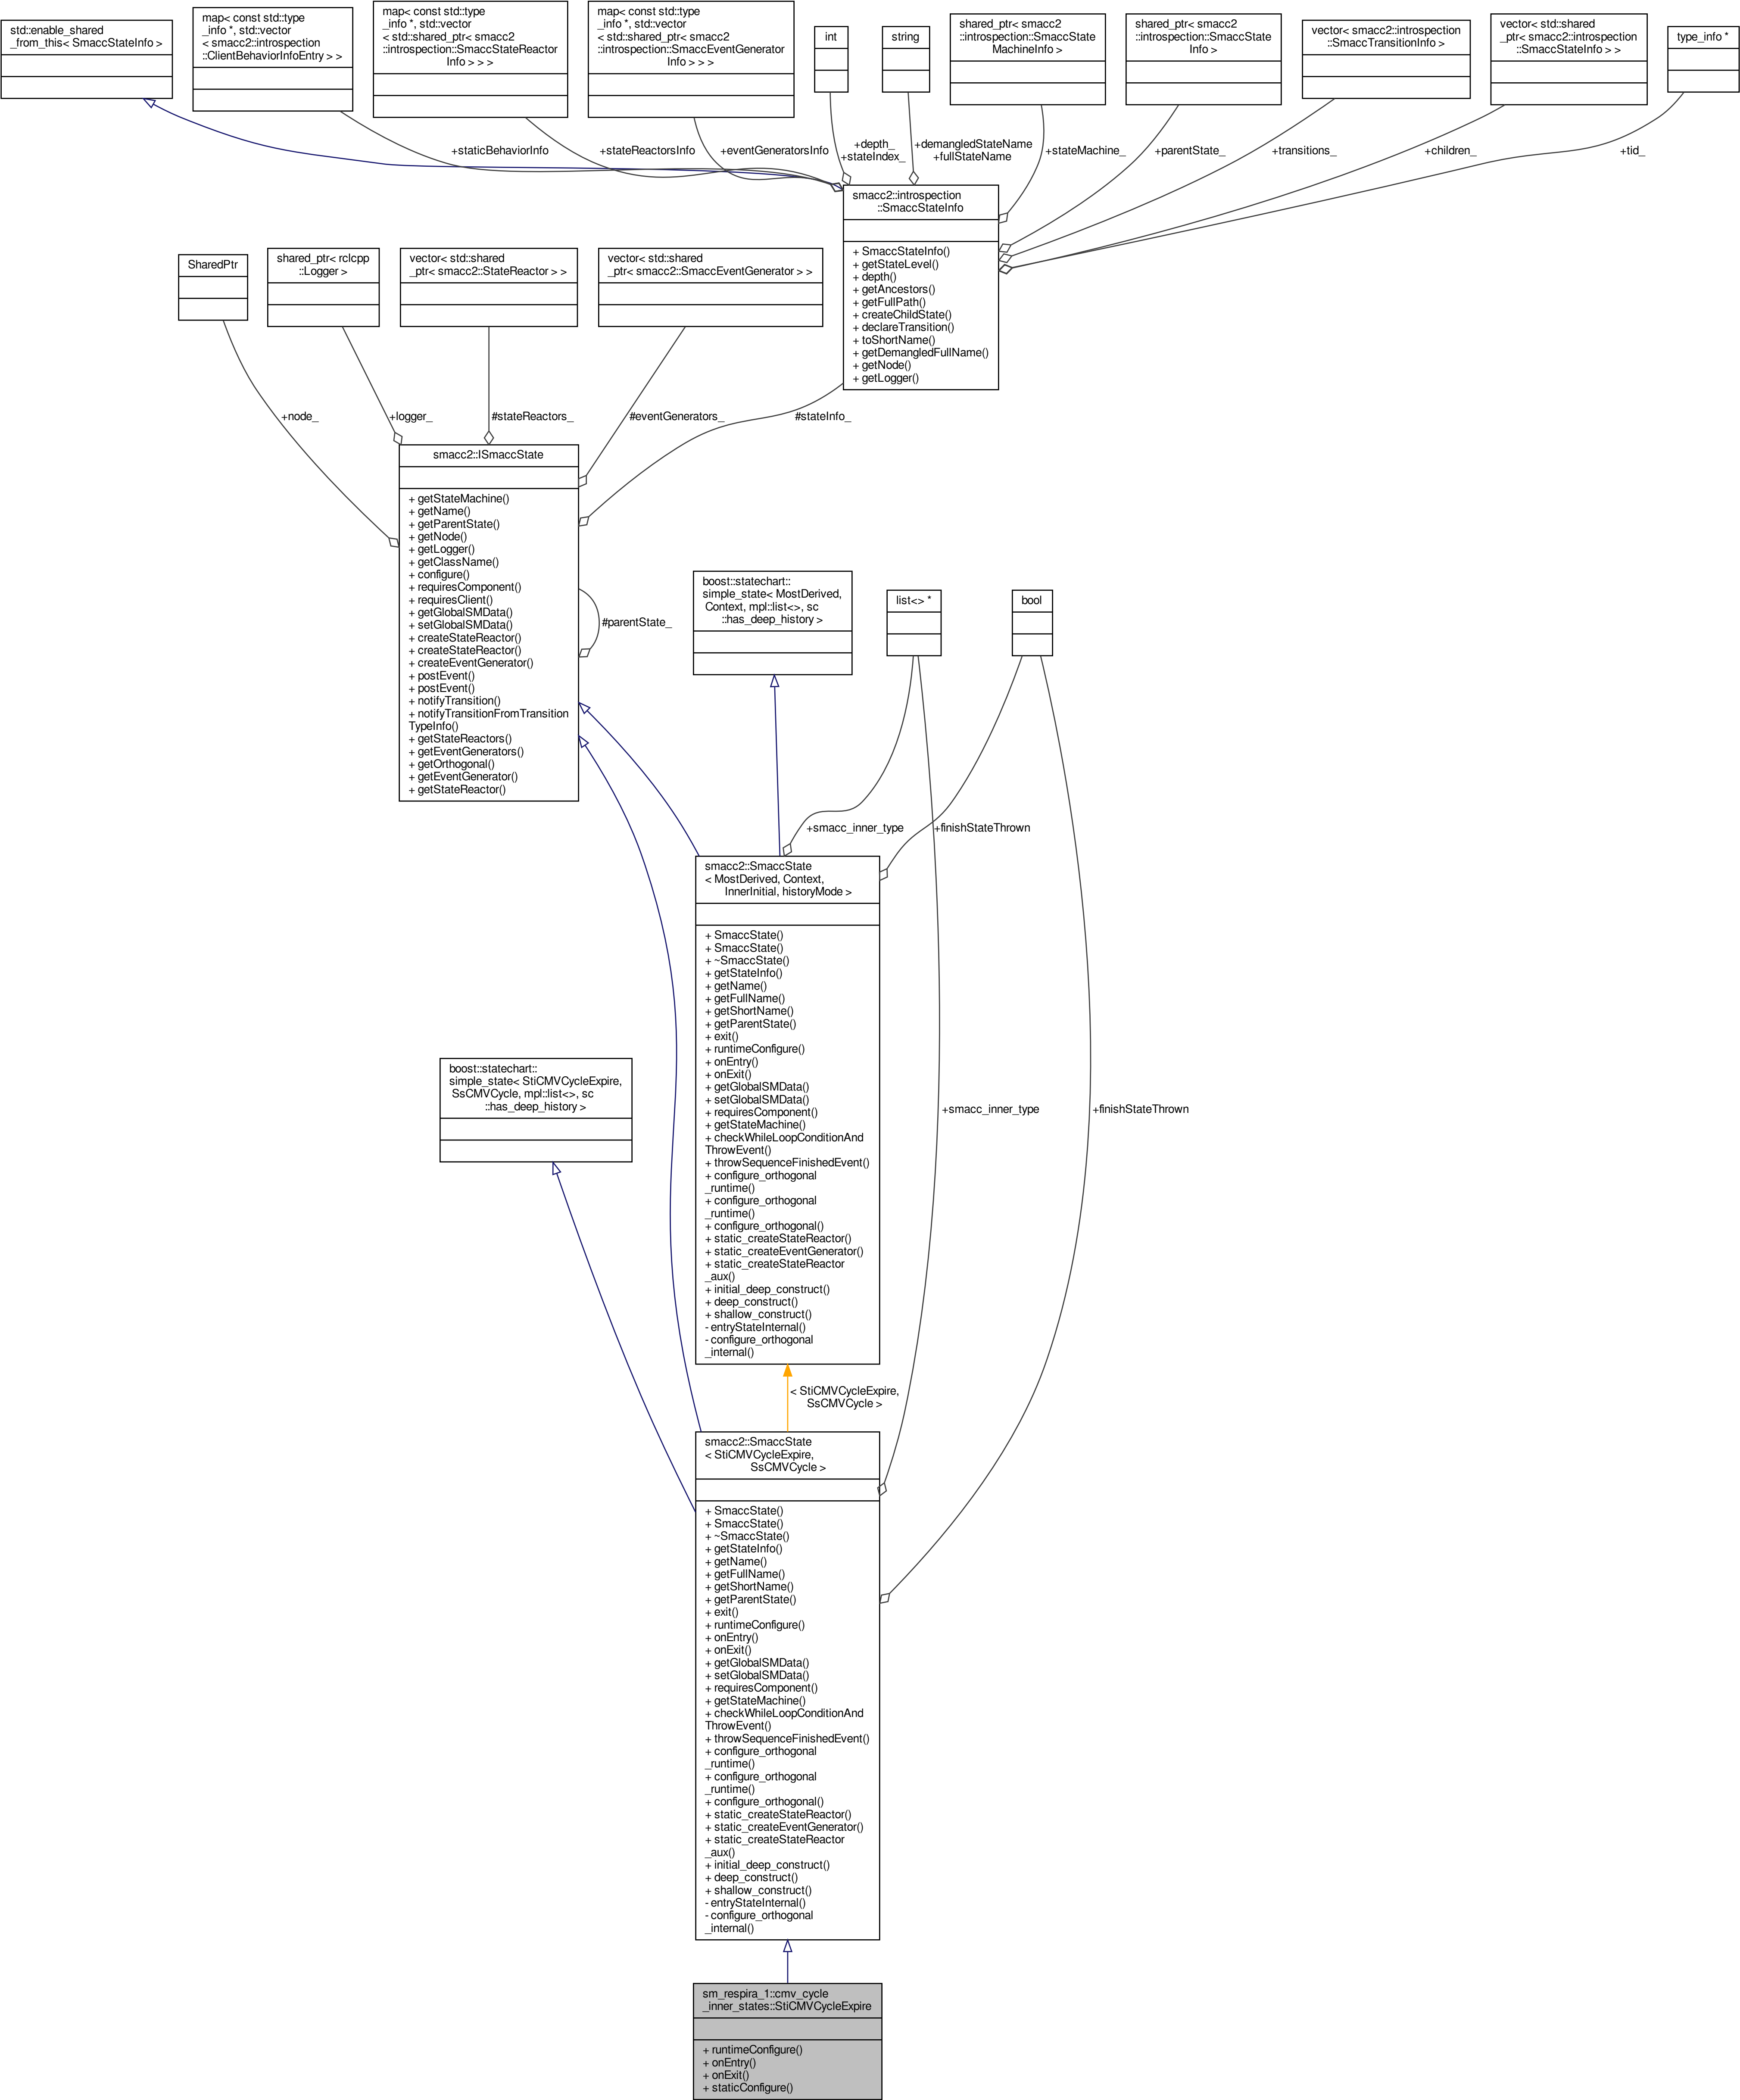 std::enable_shared
_from_this< SmaccStateInfo >
map< const std::type
_info *, std::vector
< smacc2::introspection
::ClientBehaviorInfoEntry > >
map< const std::type
_info *, std::vector
< std::shared_ptr< smacc2
::introspection::SmaccStateReactor
Info > > >
map< const std::type
_info *, std::vector
< std::shared_ptr< smacc2
::introspection::SmaccEventGenerator
Info > > >
int
string
shared_ptr< smacc2
::introspection::SmaccState
MachineInfo >
shared_ptr< smacc2
::introspection::SmaccState
Info >
vector< smacc2::introspection
::SmaccTransitionInfo >
vector< std::shared
_ptr< smacc2::introspection
::SmaccStateInfo > >
type_info *
+staticBehaviorInfo
+stateReactorsInfo
+eventGeneratorsInfo
+depth_
+stateIndex_
+demangledStateName
+fullStateName
+stateMachine_
+parentState_
+transitions_
+children_
+tid_
smacc2::introspection
::SmaccStateInfo
+ SmaccStateInfo()
+ getStateLevel()
+ depth()
+ getAncestors()
+ getFullPath()
+ createChildState()
+ declareTransition()
+ toShortName()
+ getDemangledFullName()
+ getNode()
+ getLogger()
SharedPtr
shared_ptr< rclcpp
::Logger >
vector< std::shared
_ptr< smacc2::StateReactor > >
vector< std::shared
_ptr< smacc2::SmaccEventGenerator > >
+node_
+logger_
#stateReactors_
#eventGenerators_
#stateInfo_
smacc2::ISmaccState
+ getStateMachine()
+ getName()
+ getParentState()
+ getNode()
+ getLogger()
+ getClassName()
+ configure()
+ requiresComponent()
+ requiresClient()
+ getGlobalSMData()
+ setGlobalSMData()
+ createStateReactor()
+ createStateReactor()
+ createEventGenerator()
+ postEvent()
+ postEvent()
+ notifyTransition()
+ notifyTransitionFromTransition
TypeInfo()
+ getStateReactors()
+ getEventGenerators()
+ getOrthogonal()
+ getEventGenerator()
+ getStateReactor()
#parentState_
boost::statechart::
simple_state< MostDerived,
Context, mpl::list<>, sc
::has_deep_history >
list<> *
bool
+smacc_inner_type
+finishStateThrown
smacc2::SmaccState
< MostDerived, Context,
InnerInitial, historyMode >
+ SmaccState()
+ SmaccState()
+ ~SmaccState()
+ getStateInfo()
+ getName()
+ getFullName()
+ getShortName()
+ getParentState()
+ exit()
+ runtimeConfigure()
+ onEntry()
+ onExit()
+ getGlobalSMData()
+ setGlobalSMData()
+ requiresComponent()
+ getStateMachine()
+ checkWhileLoopConditionAnd
ThrowEvent()
+ throwSequenceFinishedEvent()
+ configure_orthogonal
_runtime()
+ configure_orthogonal
_runtime()
+ configure_orthogonal()
+ static_createStateReactor()
+ static_createEventGenerator()
+ static_createStateReactor
_aux()
+ initial_deep_construct()
+ deep_construct()
+ shallow_construct()
- entryStateInternal()
- configure_orthogonal
_internal()
boost::statechart::
simple_state< StiCMVCycleExpire,
SsCMVCycle, mpl::list<>, sc
::has_deep_history >
+smacc_inner_type
+finishStateThrown
< StiCMVCycleExpire,
SsCMVCycle >
smacc2::SmaccState
< StiCMVCycleExpire,
SsCMVCycle >
+ SmaccState()
+ SmaccState()
+ ~SmaccState()
+ getStateInfo()
+ getName()
+ getFullName()
+ getShortName()
+ getParentState()
+ exit()
+ runtimeConfigure()
+ onEntry()
+ onExit()
+ getGlobalSMData()
+ setGlobalSMData()
+ requiresComponent()
+ getStateMachine()
+ checkWhileLoopConditionAnd
ThrowEvent()
+ throwSequenceFinishedEvent()
+ configure_orthogonal
_runtime()
+ configure_orthogonal
_runtime()
+ configure_orthogonal()
+ static_createStateReactor()
+ static_createEventGenerator()
+ static_createStateReactor
_aux()
+ initial_deep_construct()
+ deep_construct()
+ shallow_construct()
- entryStateInternal()
- configure_orthogonal
_internal()
sm_respira_1::cmv_cycle
_inner_states::StiCMVCycleExpire
+ runtimeConfigure()
+ onEntry()
+ onExit()
+ staticConfigure()